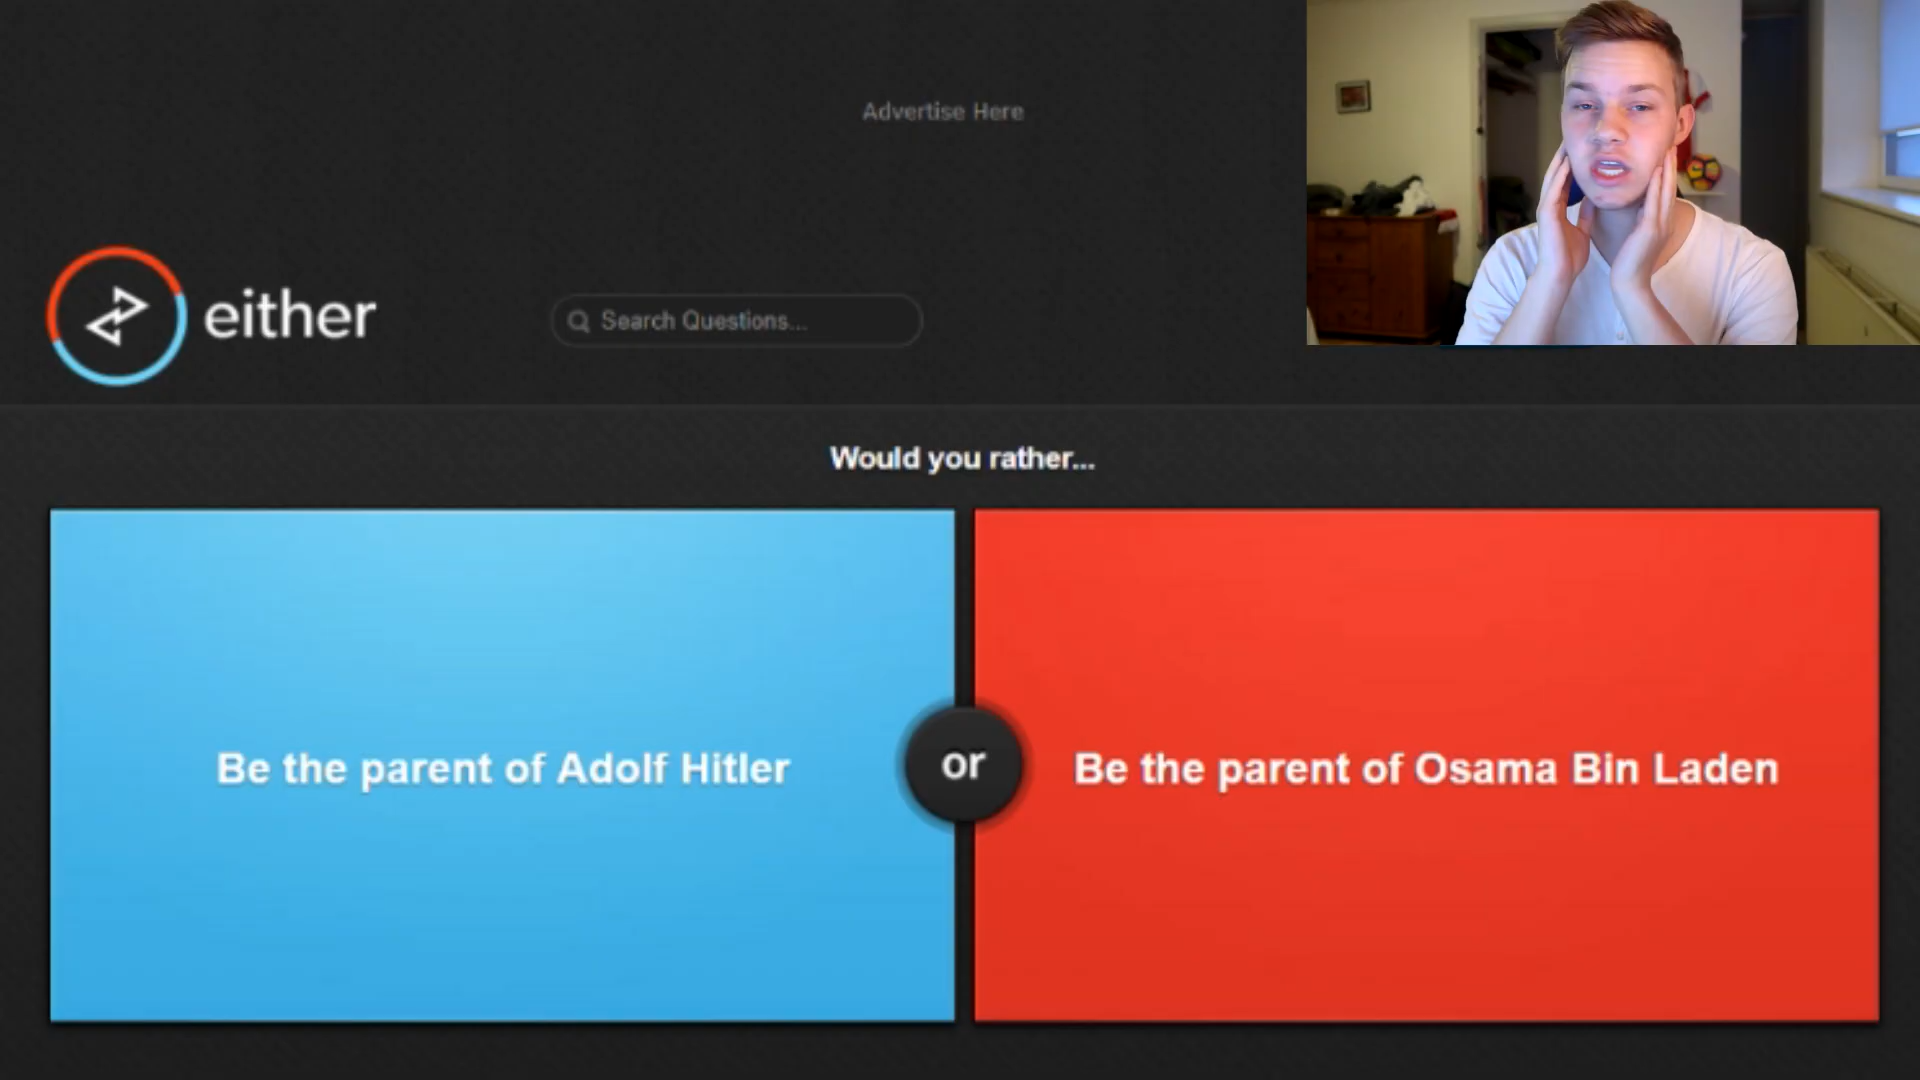 Advertise Here
either
Search Questions...
Would you rather...
Be the parent of Adolf Hitler
or
Be the parent of Osama Bin Laden